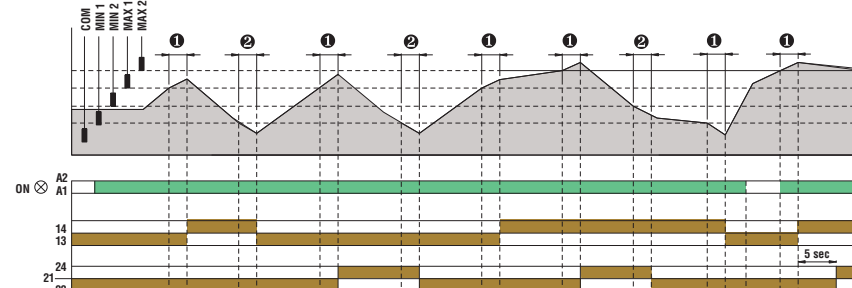 COM
MIN 1
MIN 2
MAX 1
MAX 2
❶ ❷ ❶ ❷ ❶ ❶ ❷ ❶ ❶
A2
ON A1
14
13
5 sec
24
21